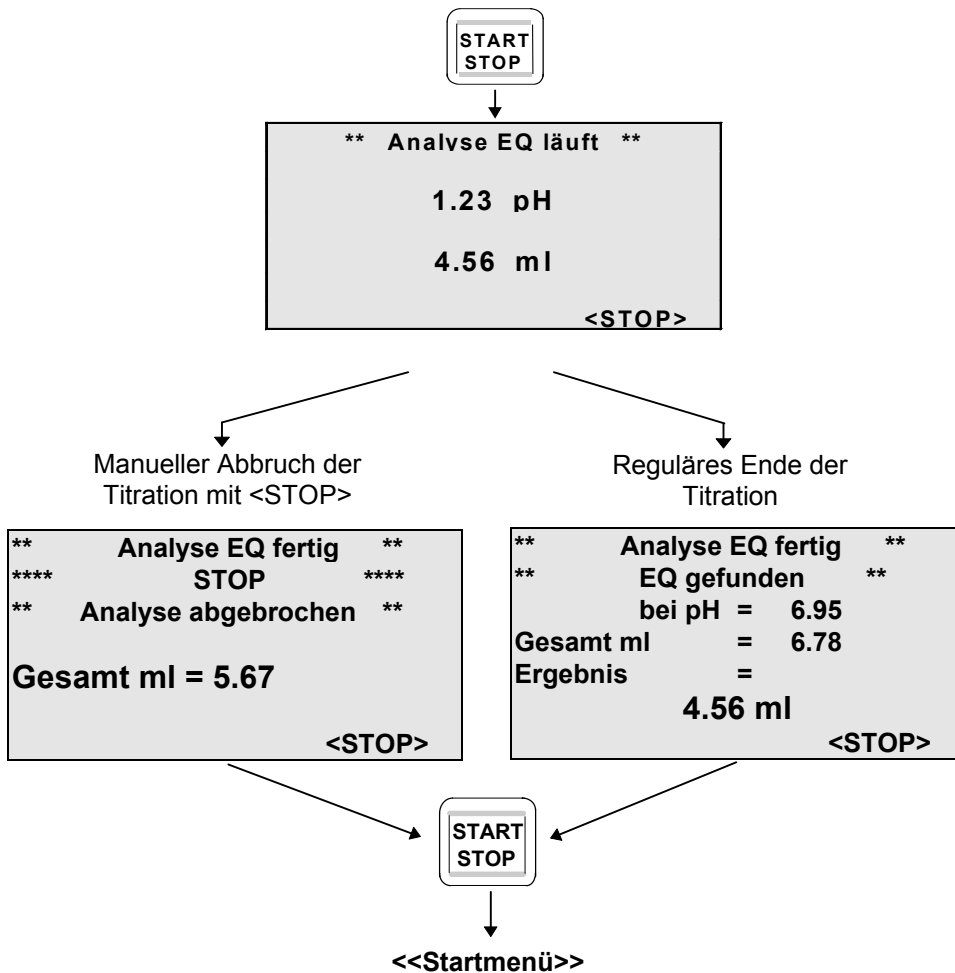 START
STOP
** Analyse EQ läuft **
1.23 pH
4.56 ml
<STOP>
Manueller Abbruch der
Titration mit <STOP>
** Analyse EQ fertig **
**** STOP ****
** Analyse abgebrochen **
Gesamt ml = 5.67
<STOP>
Reguläres Ende der
Titration
** Analyse EQ fertig **
** EQ gefunden **
bei pH = 6.95
Gesamt ml = 6.78
Ergebnis =
4.56 ml
<STOP>
START
STOP
<<Startmenü>>